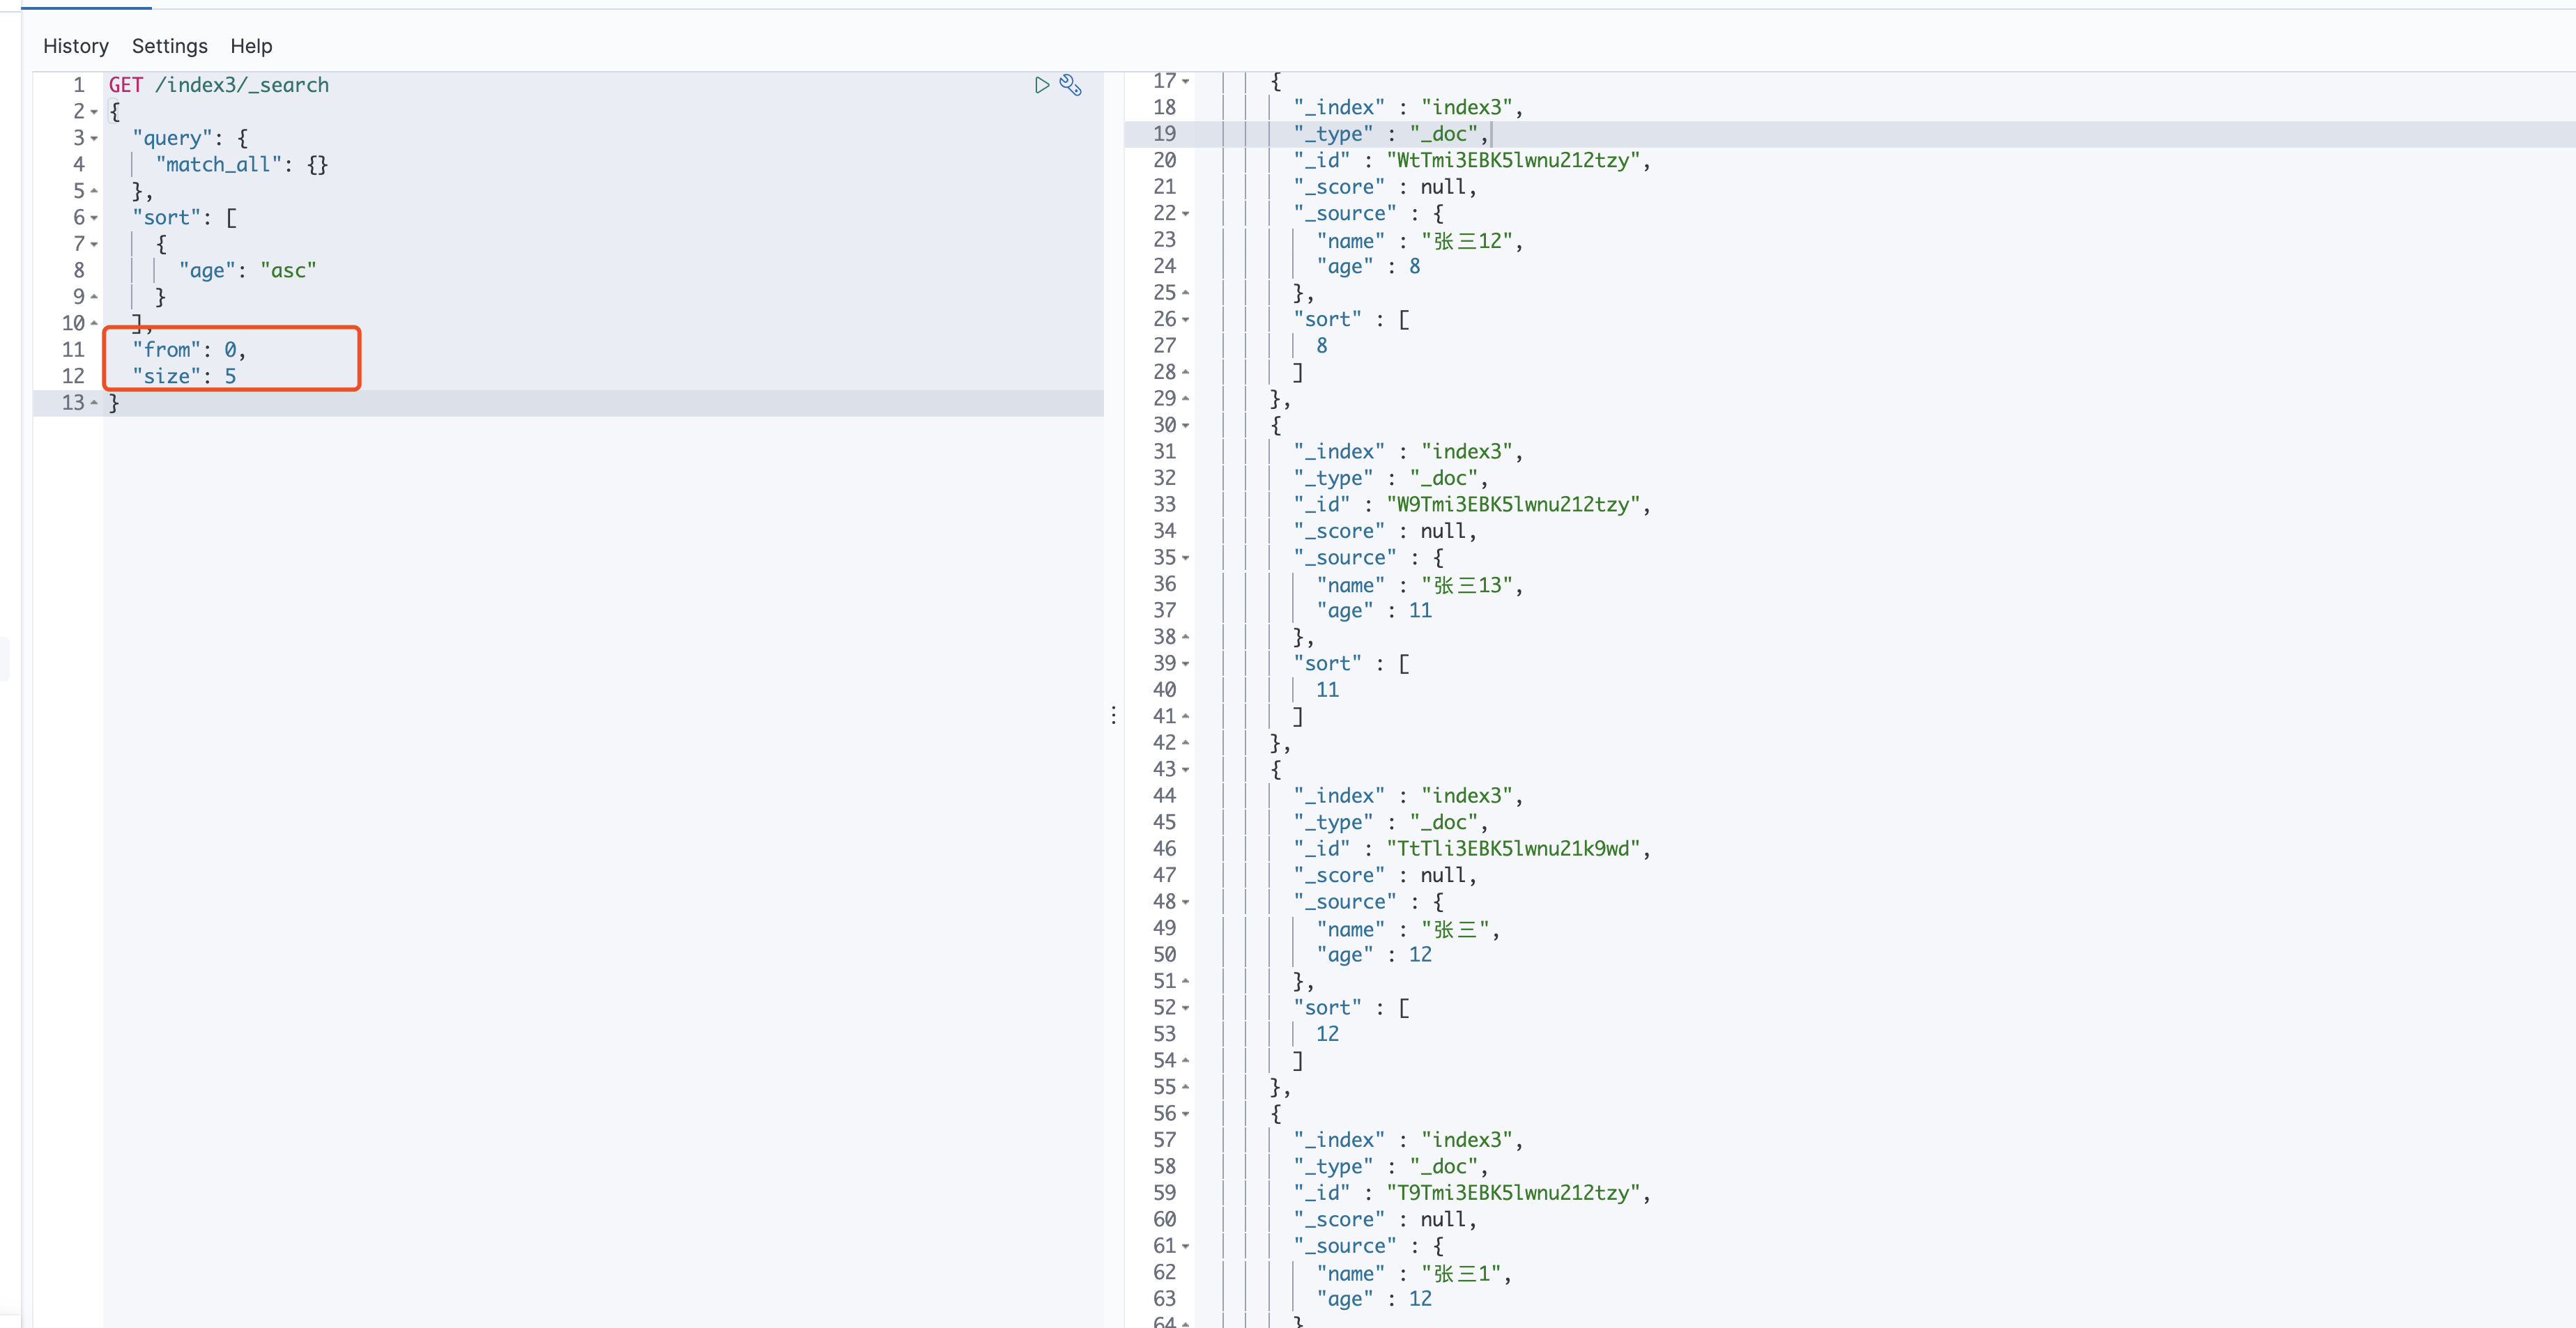 History Settings Help
1 GET /index3/_search
2 {
3 "query": {
4 "match_all": {}
5 },
6 "sort": [
7 {
8 "age": "asc"
9 }
10 ],
11 "from": 0,
12 "size": 5
13 }
17 {
18 "_index" : "index3",
19 "_type" : "_doc",
20 "_id" : "WtTmi3EBK5lwnu212tzy",
21 "_score" : null,
22 "_source" : {
23 "name" : "张三12",
24 "age" : 8
25 },
26 "sort" : [
27 8
28 ]
29 },
30 {
31 "_index" : "index3",
32 "_type" : "_doc",
33 "_id" : "W9Tmi3EBK5lwnu212tzy",
34 "_score" : null,
35 "_source" : {
36 "name" : "张三13",
37 "age" : 11
38 },
39 "sort" : [
40 11
41 ]
42 },
43 {
44 "_index" : "index3",
45 "_type" : "_doc",
46 "_id" : "TtTli3EBK5lwnu21k9wd",
47 "_score" : null,
48 "_source" : {
49 "name" : "张三",
50 "age" : 12
51 },
52 "sort" : [
53 12
54 ]
55 },
56 {
57 "_index" : "index3",
58 "_type" : "_doc",
59 "_id" : "T9Tmi3EBK5lwnu212tzy",
60 "_score" : null,
61 "_source" : {
62 "name" : "张三1",
63 "age" : 12
64 }